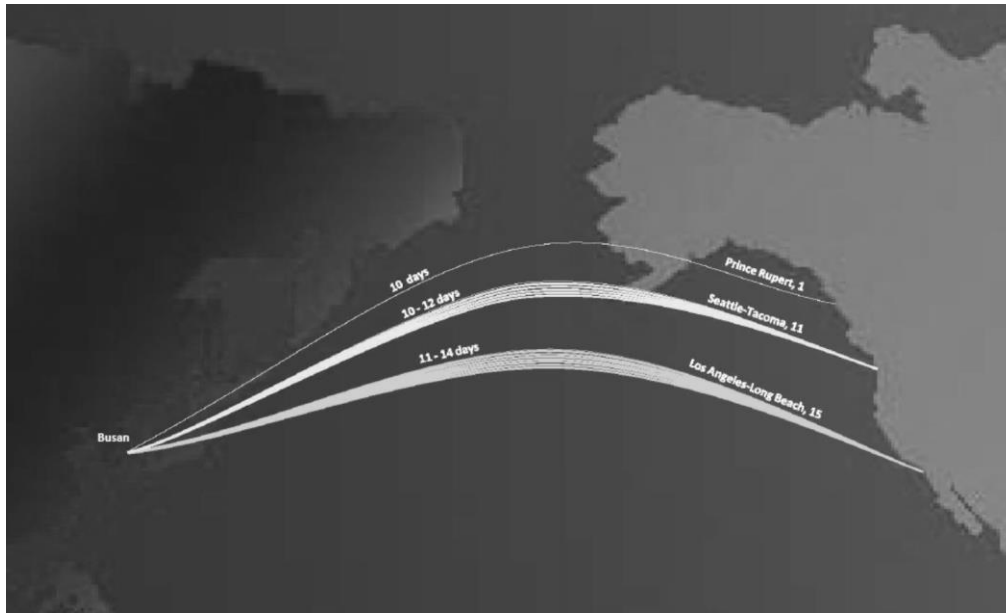 10 days
Prince Rupert, 1
10 - 12 days
Seattle-Tacoma, 11
11 - 14 days
Los Angeles-Long Beach, 15
Busan